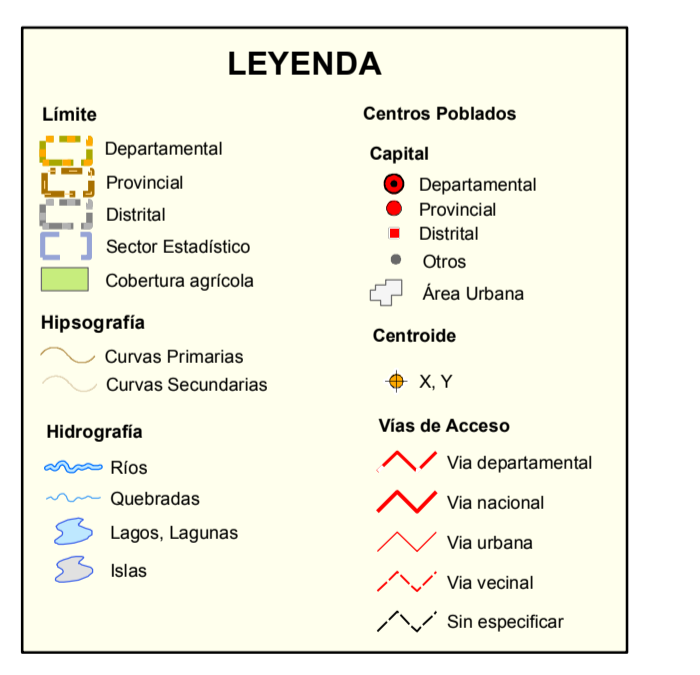 LEYENDA
Límite
Departamental
Provincial
Distrital
Sector Estadístico
Cobertura agrícola
Hipsografía
Curvas Primarias
Curvas Secundarias
Hidrografía
Ríos
Quebradas
Lagos, Lagunas
Islas
Centros Poblados
Capital
Departamental
Provincial
Distrital
Otros
Área Urbana
Centroide
X, Y
Vías de Acceso
Via departamental
Via nacional
Via urbana
Via vecinal
Sin especificar